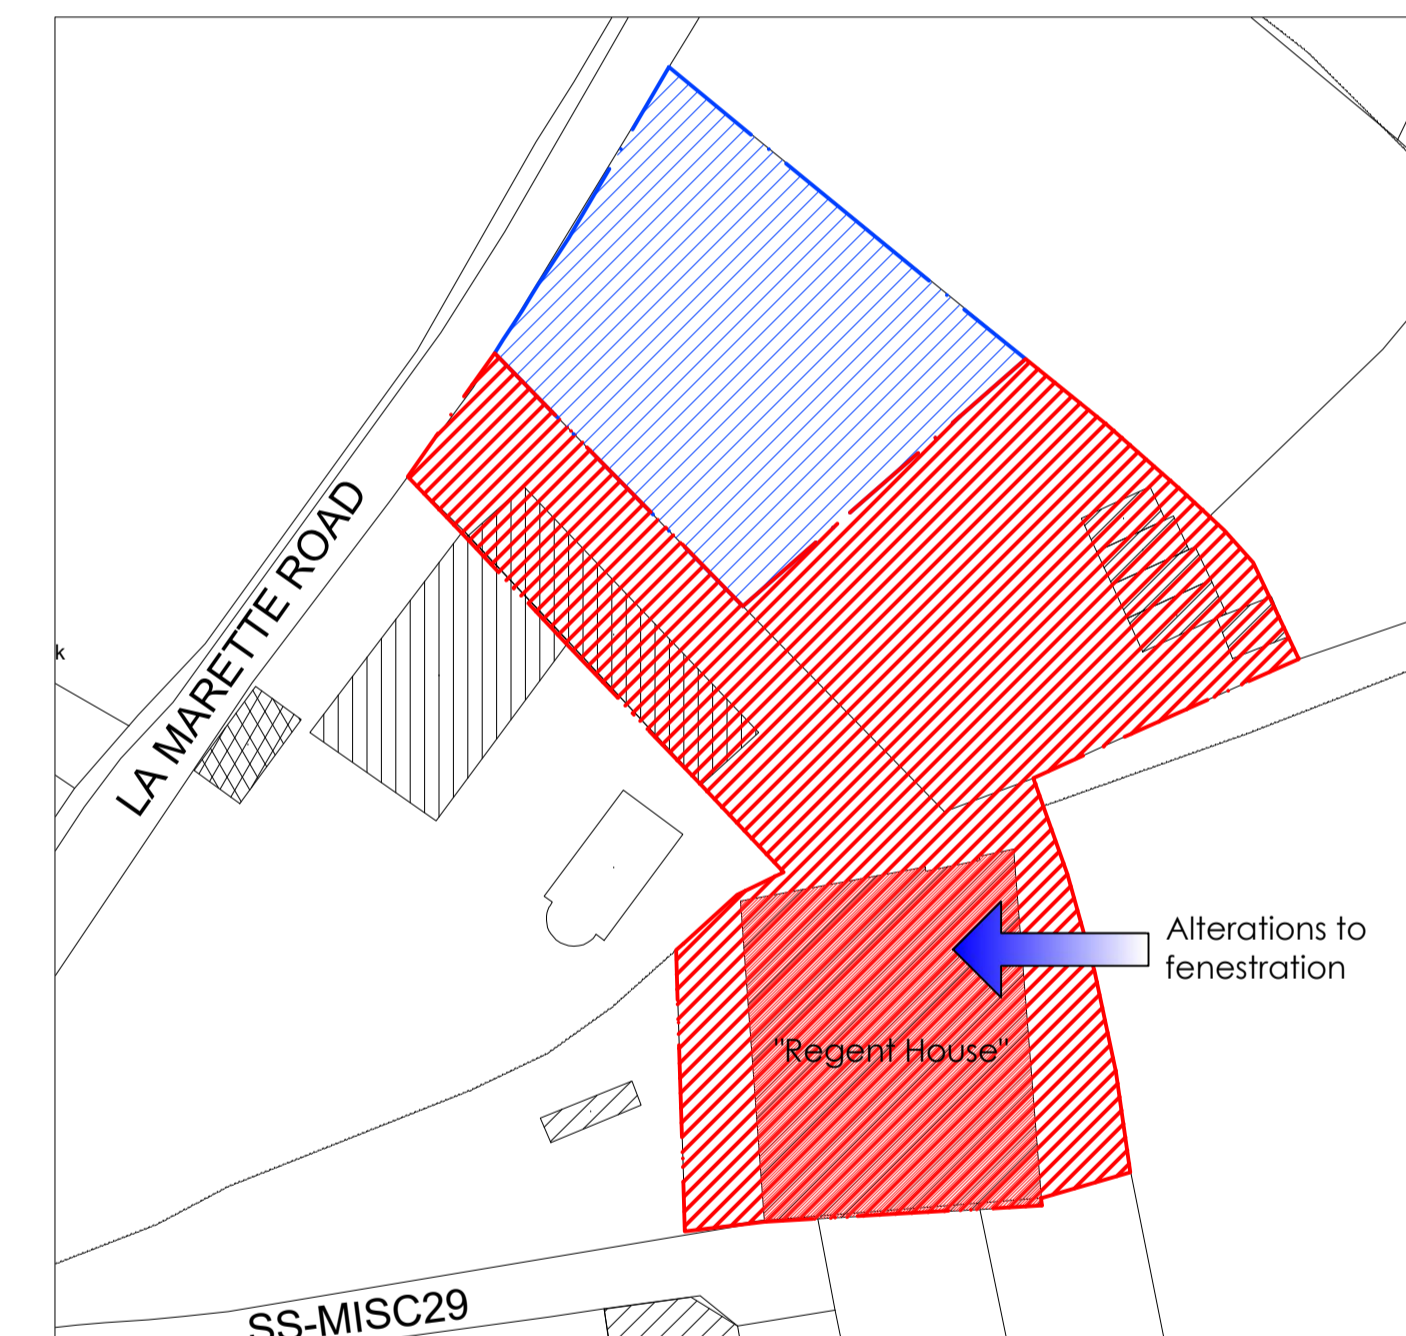 LA MARETTE ROAD
k
Alterations to
fenestration
"Regent House"
SS-MISC29